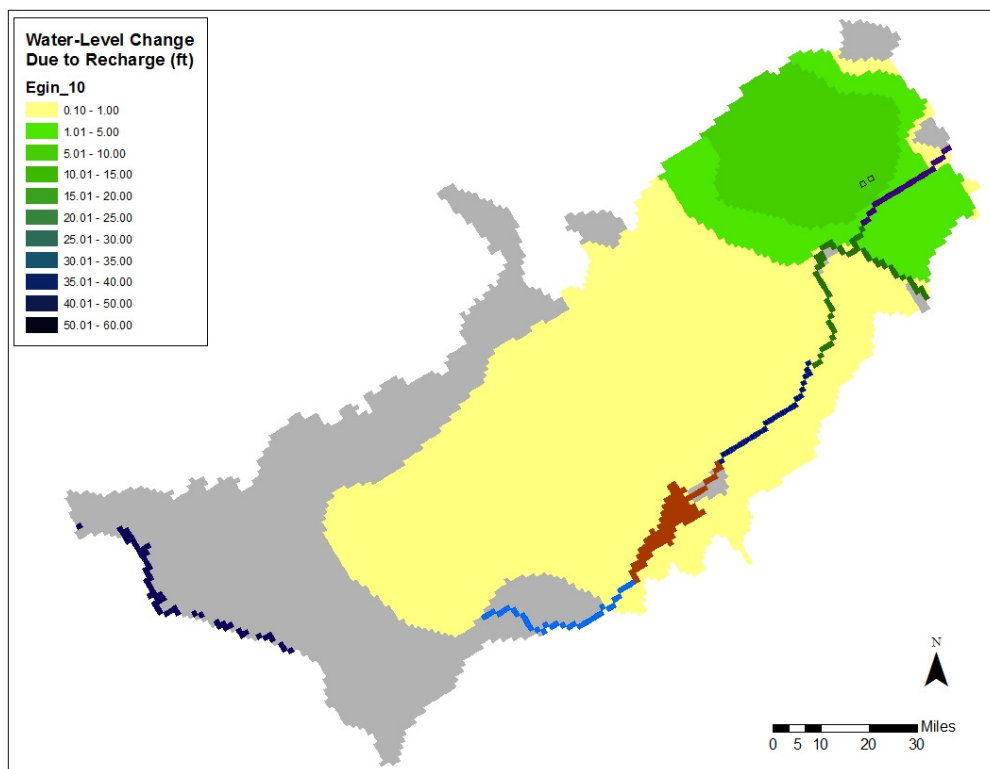 Water-Level Change
Due to Recharge (ft)
Egin_10
0.10 - 1.00
1.01 - 5.00
5.01 - 10.00
10.01 - 15.00
15.01 - 20.00
20.01 - 25.00
25.01 - 30.00
30.01 - 35.00
35.01 - 40.00
40.01 - 50.00
50.01 - 60.00
N
Miles
0 5 10 20 30